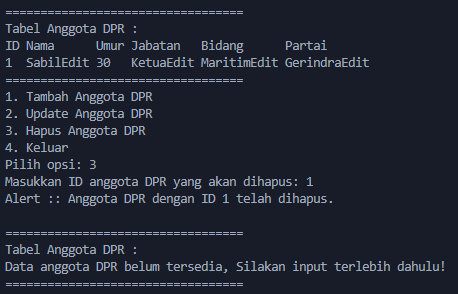 ==================================
Tabel Anggota DPR :
ID Nama      Umur Jabatan   Bidang      Partai
1  SabilEdit 30   KetuaEdit MaritimEdit GerindraEdit
==================================
1. Tambah Anggota DPR
2. Update Anggota DPR
3. Hapus Anggota DPR
4. Keluar
Pilih opsi: 3
Masukkan ID anggota DPR yang akan dihapus: 1
Alert :: Anggota DPR dengan ID 1 telah dihapus.

==================================
Tabel Anggota DPR :
Data anggota DPR belum tersedia, Silakan input terlebih dahulu!
==================================